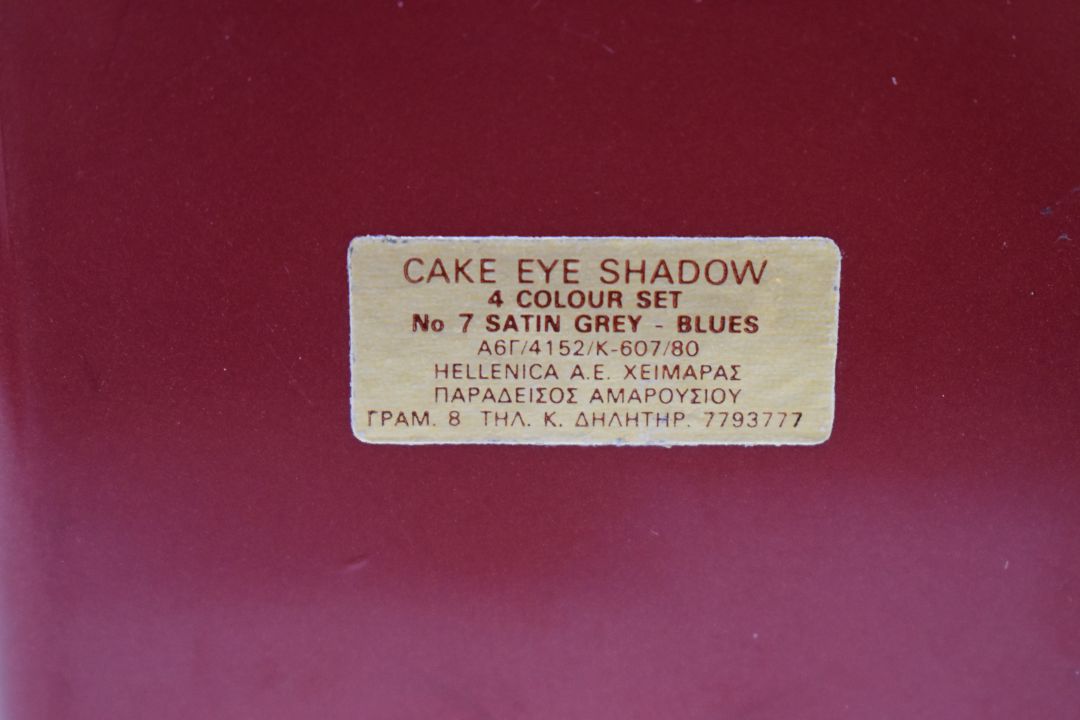 CAKE EYE SHADOW
4 COLOUR SET
No 7 SATIN GREY - BLUES
Α6Γ/4152/Κ-607/80
HELLENICA Α.Ε. ΧΕΙΜΑΡΑΣ
ΠΑΡΑΔΕΙΣΟΣ ΑΜΑΡΟΥΣΙΟΥ
ΓΡΑΜ. 8 ΤΗΛ. Κ. ΔΗΛΗΤΗΡ. 7793777